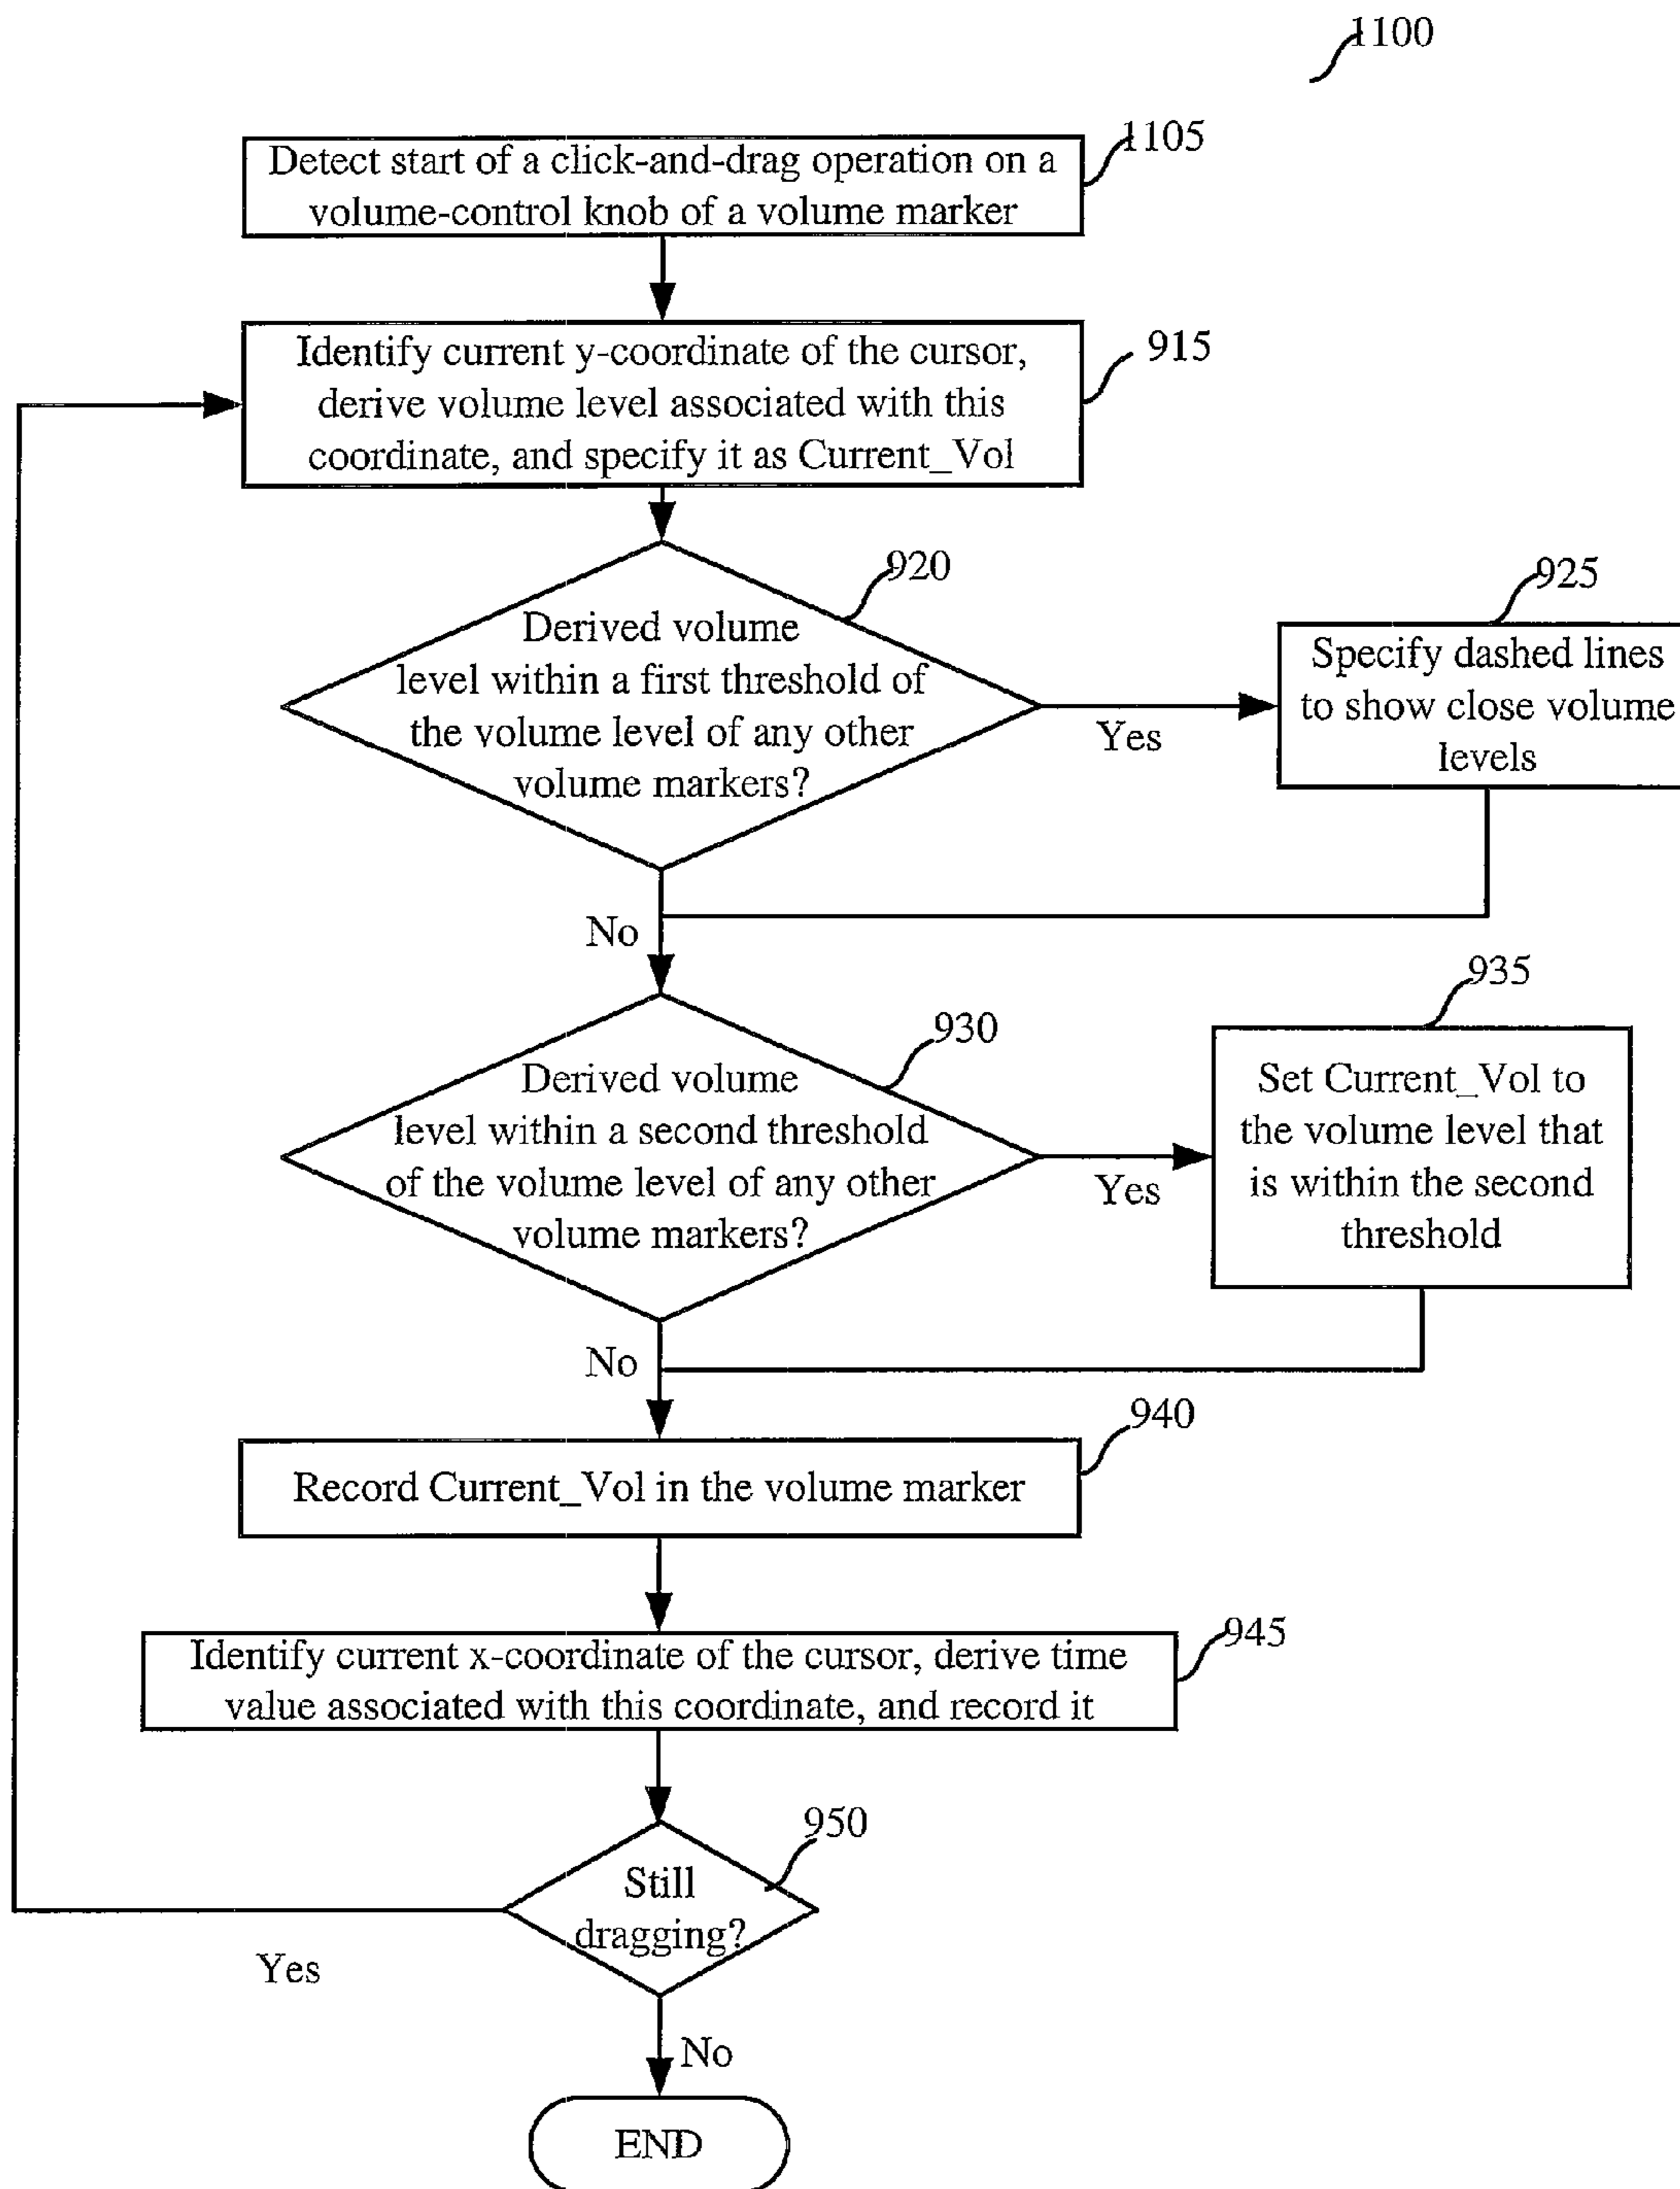 1100
1105
Detect start of a click-and-drag operation on a
volume-control knob of a volume marker
915
Identify current y-coordinate of the cursor,
derive volume level associated with this
coordinate, and specify it as Current_Vol
920
Derived volume
level within a first threshold of
the volume level of any other
volume markers?
Yes
925
Specify dashed lines
to show close volume
levels
No
930
Derived volume
level within a second threshold
of the volume level of any other
volume markers?
Yes
935
Set Current_Vol to
the volume level that
is within the second
threshold
No
940
Record Current_Vol in the volume marker
945
Identify current x-coordinate of the cursor, derive time
value associated with this coordinate, and record it
950
Still
dragging?
Yes
No
END